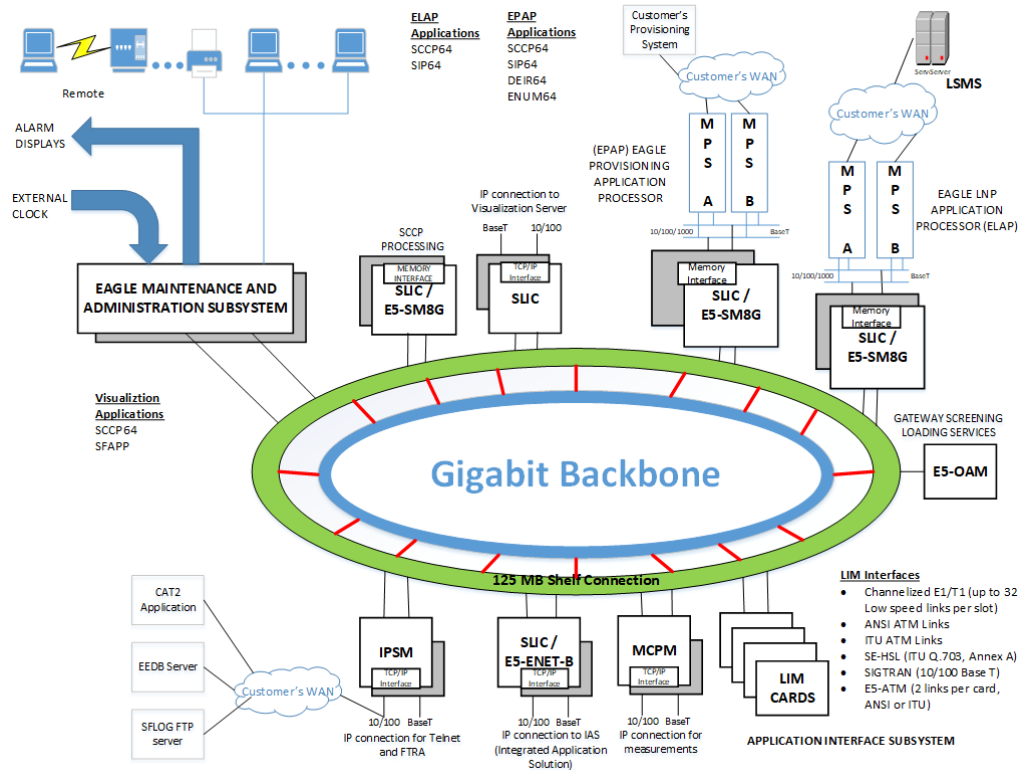 ELAP
Applications
SCCP64
SIP64
EPAP
Applications
SCCP64
SIP64
DEIR64
ENUM64
Customer's
Provisioning
System
ServiServer
LSMS
Customer's WAN
Customer's WAN
Remote
ALARM
DISPLAYS
EXTERNAL
CLOCK
(EPAP) EAGLE
PROVISIONING
APPLICATION
PROCESSOR
M
P
S
A
M
P
S
B
M
P
S
A
M
P
S
B
EAGLE LNP
APPLICATION
PROCESSOR (ELAP)
10/100/1000
BaseT
10/100/1000
BaseT
IP connection to
Visualization Server
BaseT
10/100
SCCP
PROCESSING
MEMORY
INTERFACE
SLIC /
E5-SM8G
TCP/IP
Interface
SLIC
Memory
Interface
SLIC /
E5-SM8G
Memory
Interface
SLIC /
E5-SM8G
EAGLE MAINTENANCE AND
ADMINISTRATION SUBSYSTEM
Visualiztion
Applications
SCCP64
SFAPP
GATEWAY SCREENING
LOADING SERVICES
E5-OAM
Gigabit Backbone
125 MB Shelf Connection
CAT2
Application
EEDB Server
SFLOG FTP
server
Customer's WAN
IPSM
TCP/IP
Interface
10/100
BaseT
IP connection for Telnet
and FTRA
SLIC /
E5-ENET-B
TCP/IP
Interface
10/100
BaseT
IP connection to IAS
(Integrated Application
Solution)
MCPM
TCP/IP
Interface
10/100
BaseT
IP connection for
measurements
LIM
CARDS
LIM Interfaces
• Channelized E1/T1 (up to 32
Low speed links per slot)
• ANSI ATM Links
• ITU ATM Links
• SE-HSL (ITU Q.703, Annex A)
• SIGTRAN (10/100 Base T)
• E5-ATM (2 links per card,
ANSI or ITU)
APPLICATION INTERFACE SUBSYSTEM